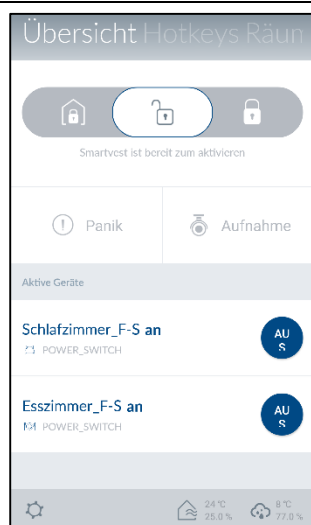 Übersicht Hotkeys Räun
Smartvest ist bereit zum aktivieren
Panik
Aufnahme
Aktive Geräte
Schlafzimmer_F-S an
POWER_SWITCH
AU
S
Esszimmer_F-S an
POWER_SWITCH
AU
S
24 °C
25.0 %
8 °C
77.0 %